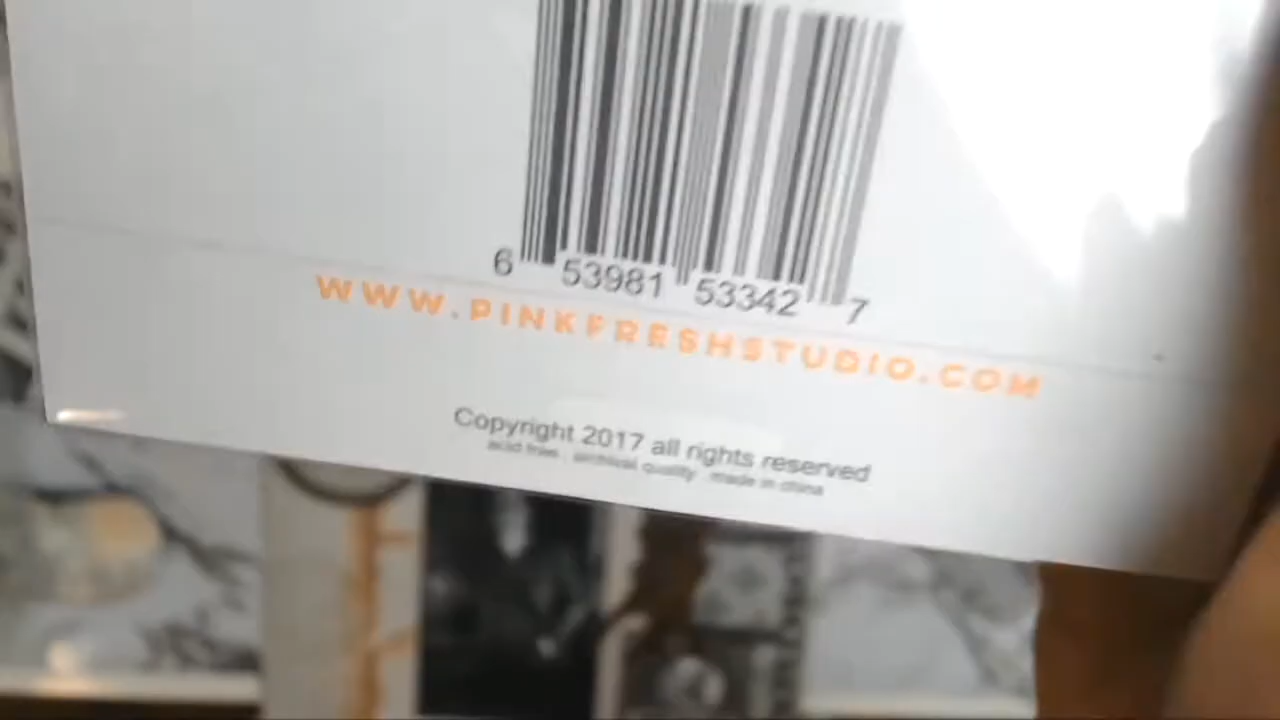 6 53981 53342 7
WWW.PINKFRESHSTUDIO.COM
Copyright 2017 all rights reserved
acid free . archival quality . made in china